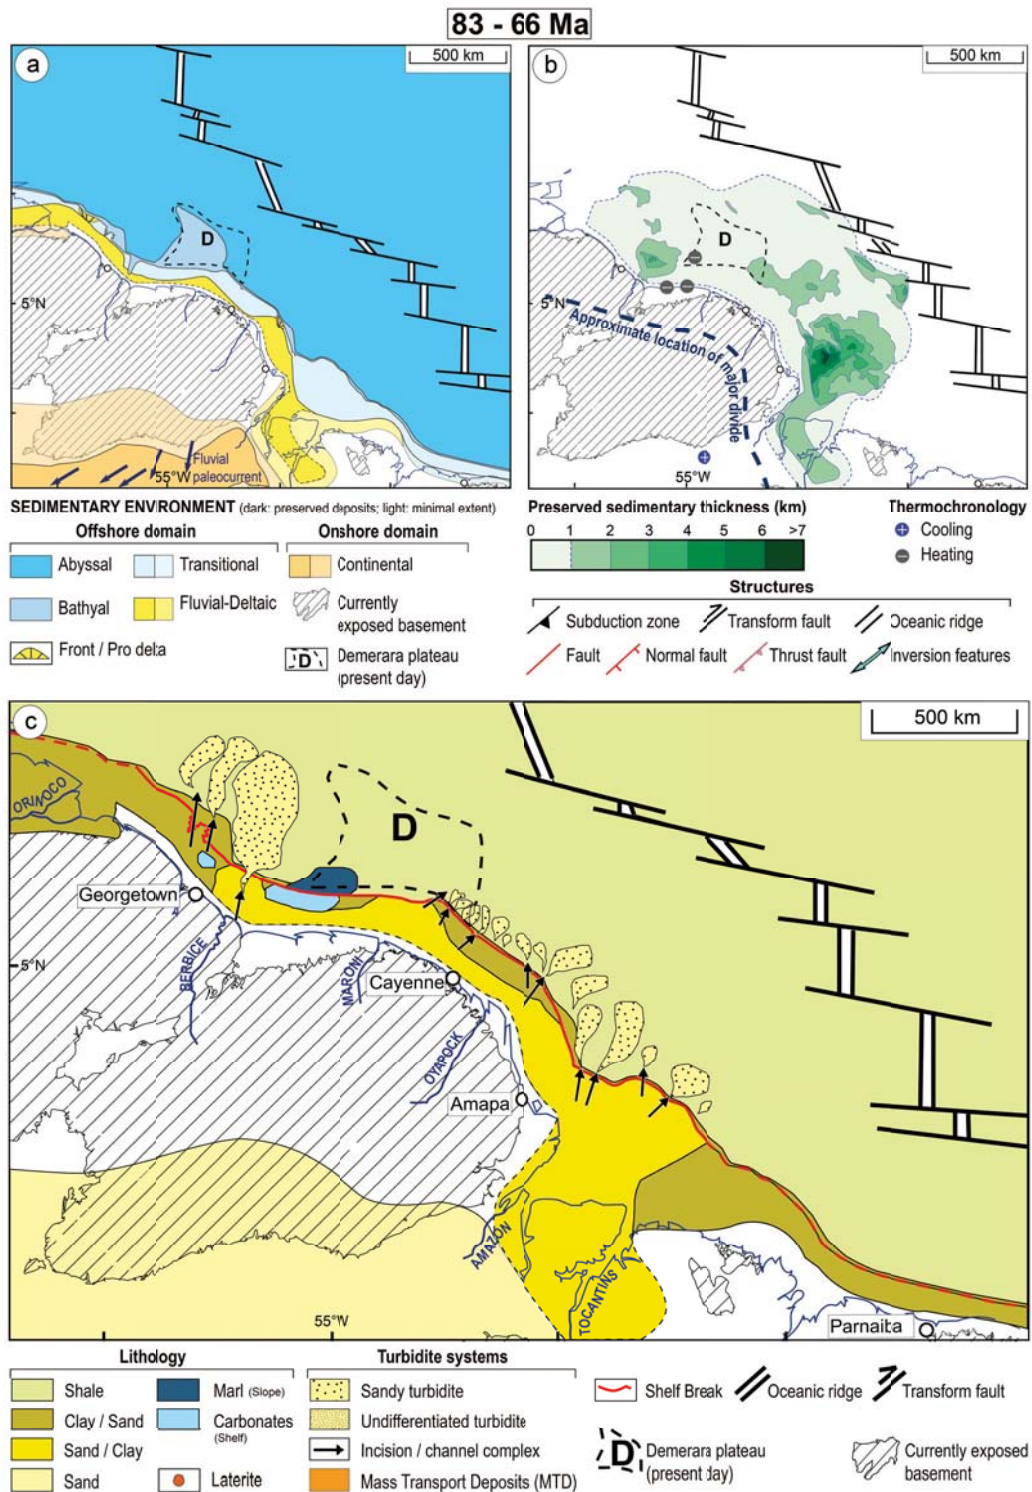 83 - 66 Ma
a
500 km
D
5°N
Fluvial
paleocurrent
55°W
b
500 km
D
5°N
Approximate location of major divide
55°W
SEDIMENTARY ENVIRONMENT (dark: preserved deposits; light: minimal extent)
Offshore domain
Onshore domain
Abyssal
Transitional
Continental
Bathyal
Fluvial-Deltaic
Currently
exposed basement
Front / Pro delta
D
Demerara plateau
(present day)
Preserved sedimentary thickness (km)
0 1 2 3 4 5 6 >7
Thermochronology
Cooling
Heating
Structures
Subduction zone
Transform fault
Oceanic ridge
Fault
Normal fault
Thrust fault
Inversion features
c
500 km
ORINOCO
D
Georgetown
BERBICE
MARONI
5°N
Cayenne
OYAPOCK
Amapa
AMAZON
TOCANTINS
55°W
Parnaita
Lithology
Turbidite systems
Shale
Marl (Slope)
Sandy turbidite
Shelf Break
Oceanic ridge
Transform fault
Clay / Sand
Carbonates
(Shelf)
Undifferentiated turbidite
Sand / Clay
Incision / channel complex
D
Demerara plateau
(present day)
Currently exposed
basement
Sand
Laterite
Mass Transport Deposits (MTD)